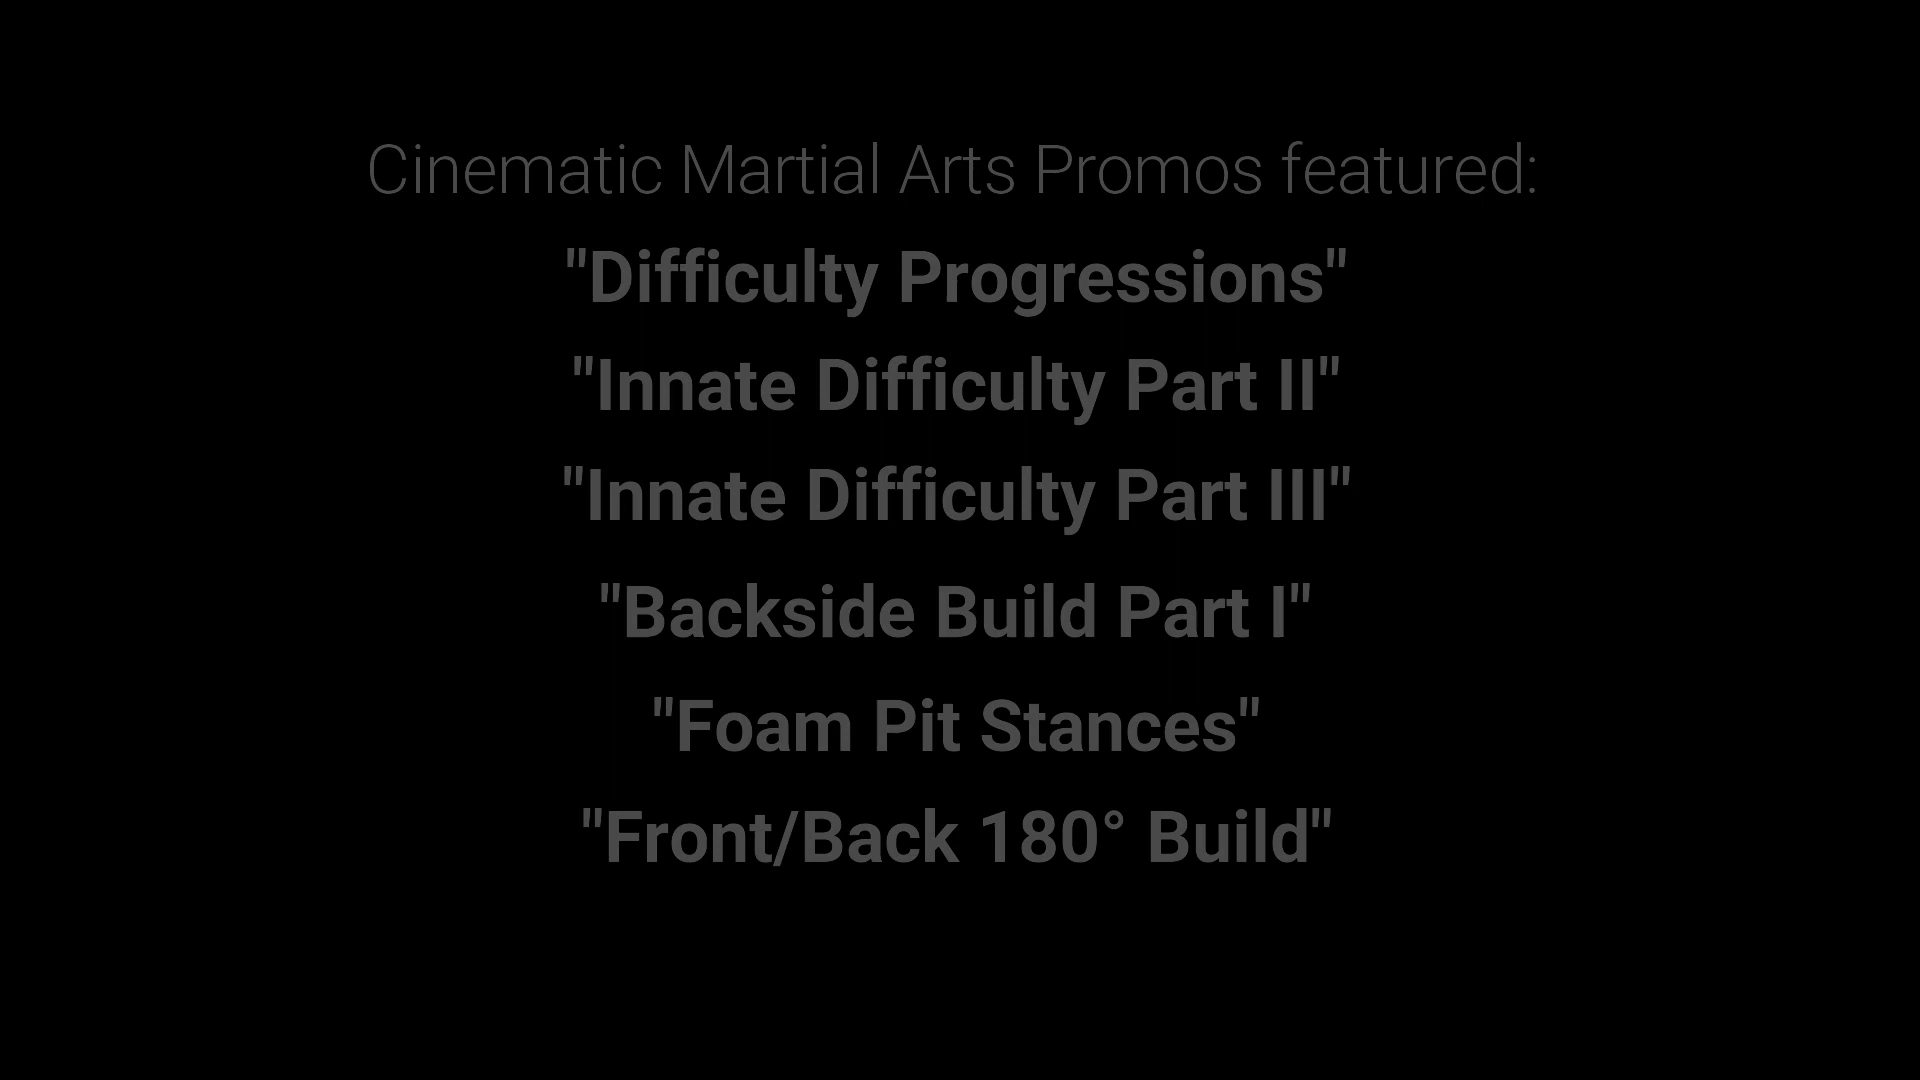 Cinematic Martial Arts Promos featured:
"Difficulty Progressions"
"Innate Difficulty Part II"
"Innate Difficulty Part III"
"Backside Build Part I"
"Foam Pit Stances"
"Front/Back 180° Build"